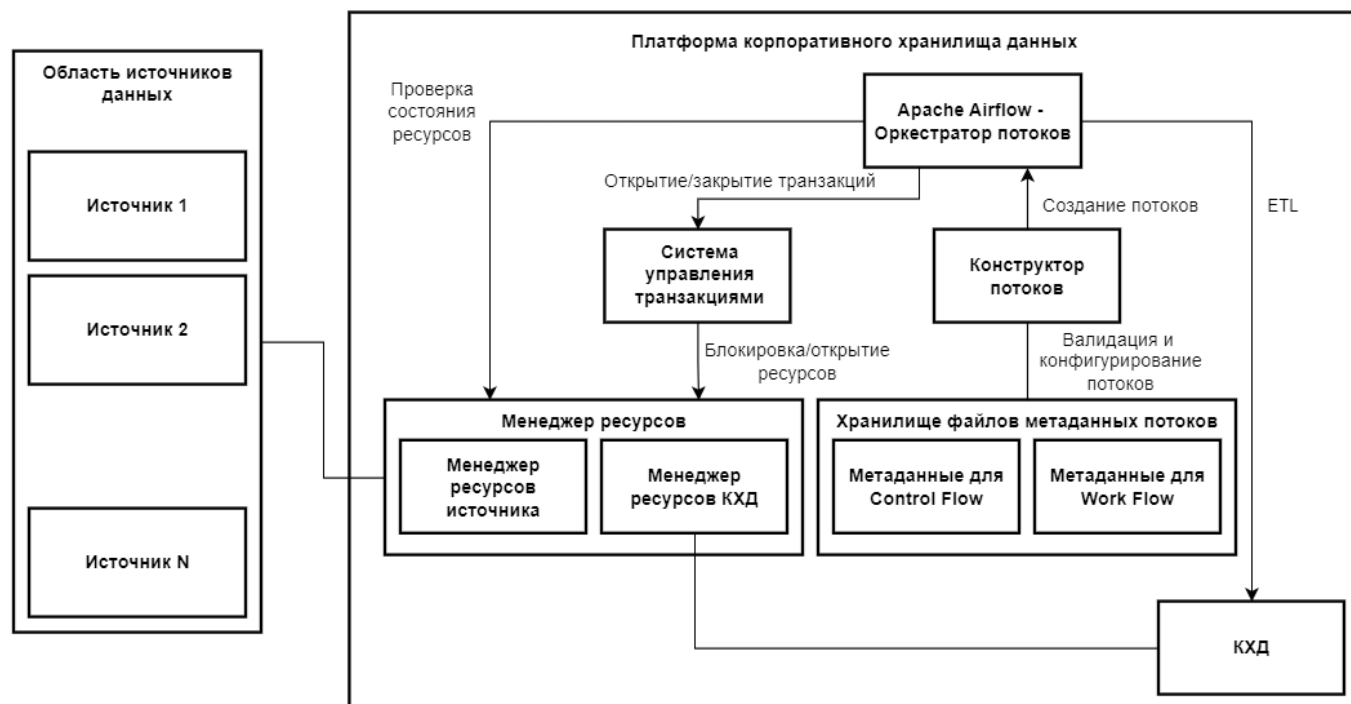 Платформа корпоративного хранилища данных
Область источников
данных
Источник 1
Источник 2
Источник N
Проверка
состояния
ресурсов
Apache Airflow -
Оркестратор потоков
Открытие/закрытие транзакций
Создание потоков
ETL
Система
управления
транзакциями
Конструктор
потоков
Блокировка/открытие
ресурсов
Валидация и
конфигурирование
потоков
Менеджер ресурсов
Менеджер
ресурсов
источника
Менеджер
ресурсов КХД
Хранилище файлов метаданных потоков
Метаданные для
Control Flow
Метаданные для
Work Flow
КХД